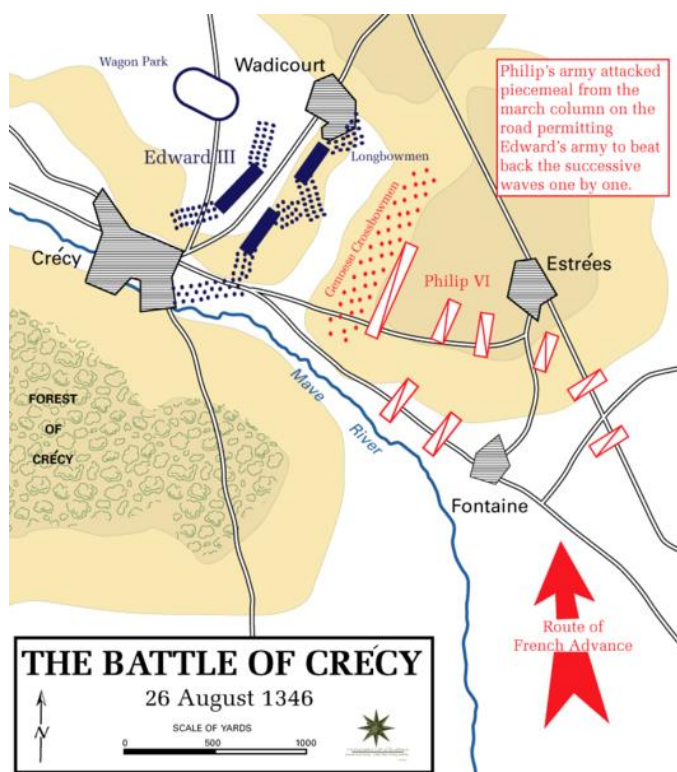 Wagon Park
Wadicourt
Philip's army attacked
piecemeal from the
march column on the
road permitting
Edward's army to beat
back the successive
waves one by one.
Edward III
Longbowmen
Crécy
Genoese Crossbowmen
Philip VI
Estrées
FOREST
OF
CRECY
Mave
River
Fontaine
Route of
French Advance
THE BATTLE OF CRÉCY
26 August 1346
N
SCALE OF YARDS
0 500 1000